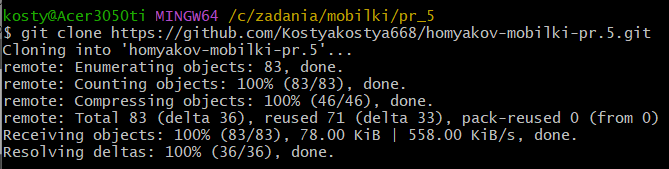 kosty@Acer3050ti MINGW64 /c/zadania/mobilki/pr_5
$ git clone https://github.com/Kostyakostya668/homyakov-mobilki-pr.5.git
Cloning into 'homyakov-mobilki-pr.5'...
remote: Enumerating objects: 83, done.
remote: Counting objects: 100% (83/83), done.
remote: Compressing objects: 100% (46/46), done.
remote: Total 83 (delta 36), reused 71 (delta 33), pack-reused 0 (from 0)
Receiving objects: 100% (83/83), 78.00 KiB | 558.00 KiB/s, done.
Resolving deltas: 100% (36/36), done.